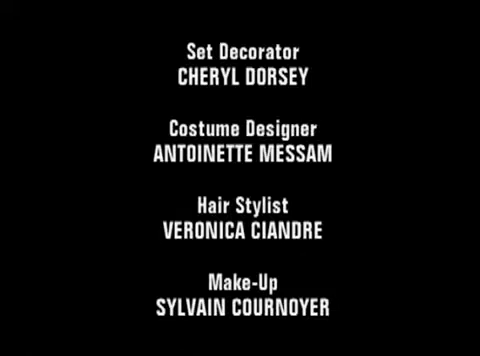 Set Decorator
CHERYL DORSEY
Costume Designer
ANTOINETTE MESSAM
Hair Stylist
VERONICA CIANDRE
Make-Up
SYLVAIN COURNOYER